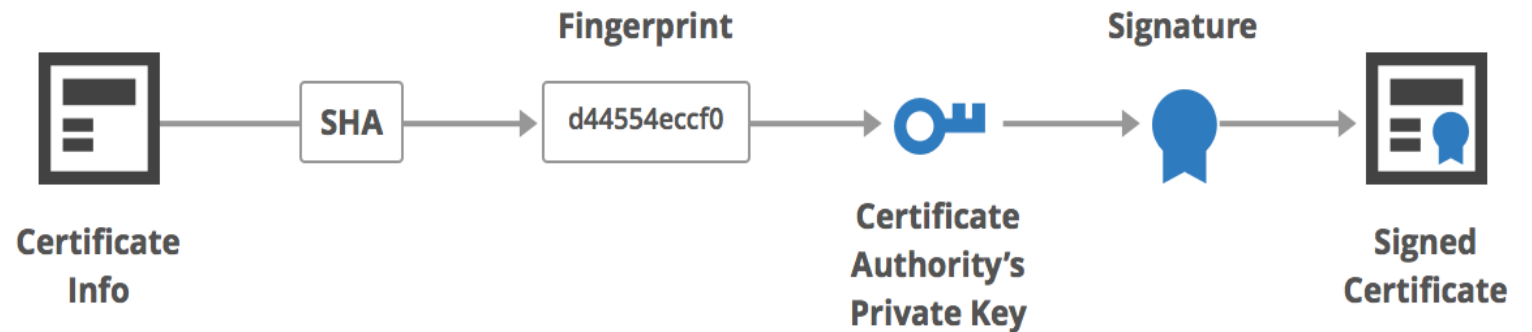 Fingerprint
Signature
SHA
d44554eccf0
Certificate
Info
Certificate
Authority’s
Private Key
Signed
Certificate